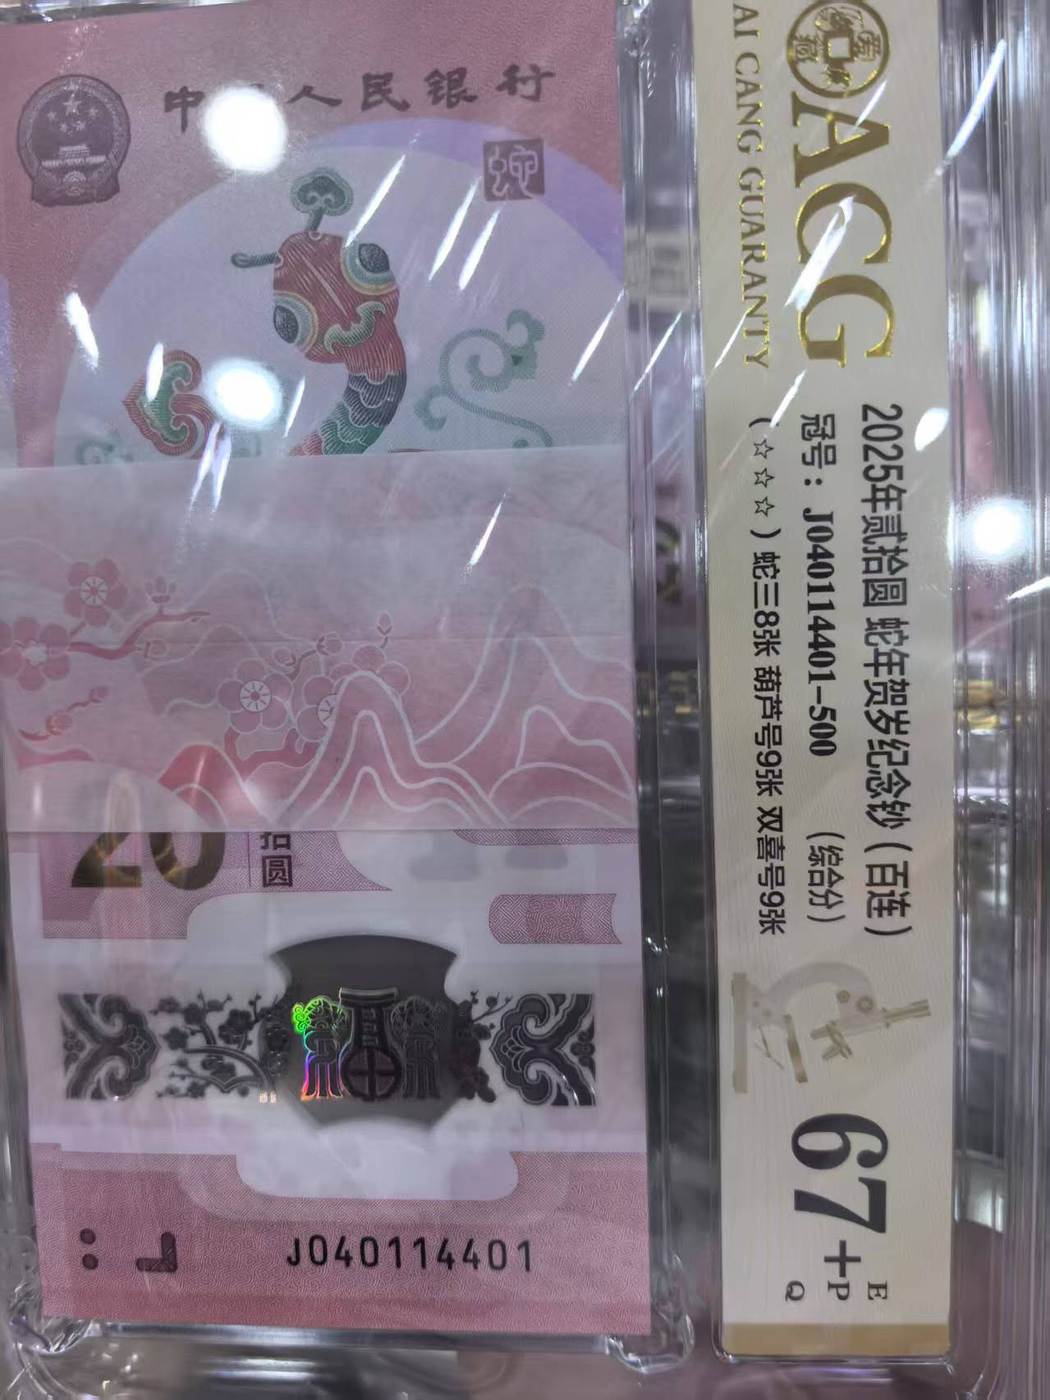 中国人民银行
蛇
20
拾圆
福
J040114401
ACG
AI CANG GUARANTY
2025年贰拾圆 蛇年贺岁纪念钞（百连）
冠号：J040114401-500 （综合分）
（☆☆☆）蛇三8张 葫芦号9张 双喜号9张
67+
E
P
Q